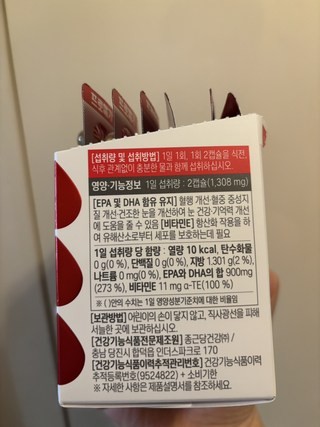 [섭취량 및 섭취방법] 1일 1회, 1회 2캡슐을 식전,
식후 관계없이 충분한 물과 함께 섭취하십시오.
영양·기능정보 1일 섭취량 : 2캡슐(1,308 mg)
[EPA 및 DHA 함유 유지] 혈행 개선·혈중 중성지
질 개선·건조한 눈을 개선하여 눈 건강·기억력 개선
에 도움을 줄 수 있음 [비타민E] 항산화 작용을 하
여 유해산소로부터 세포를 보호하는데 필요
1일 섭취량 당 함량 : 열량 10 kcal, 탄수화물
0 g(0 %), 단백질 0 g(0 %), 지방 1.301 g(2 %),
나트륨 0 mg(0 %), EPA와 DHA의 합 900mg
(273 %), 비타민E 11 mg α-TE(100 %)
※ ( )안의 수치는 1일 영양성분기준치에 대한 비율임
[보관방법] 어린이의 손이 닿지 않고, 직사광선을 피해
서늘한 곳에 보관하십시오.
[건강기능식품전문제조원] 종근당건강㈜ /
충남 당진시 합덕읍 인더스파크로 170
[건강기능식품이력추적관리번호] 건강기능식품이력
추적등록번호(9524822) + 소비기한
※ 자세한 사항은 제품설명서를 참조하세요.